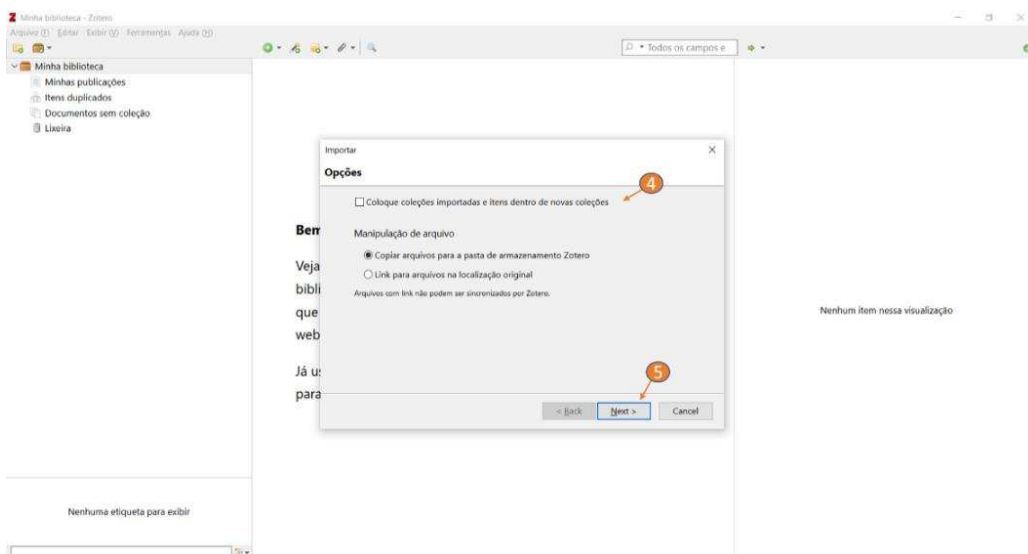 Minha biblioteca - Zotero
Arquivo (I) Editar Exibir (V) Ferramentas Ajuda (H)
Todos os campos e
Minha biblioteca
Minhas publicações
Itens duplicados
Documentos sem coleção
Lixeira
Importar
Opções
4
Coloque coleções importadas e itens dentro de novas coleções
Manipulação de arquivo
Copiar arquivos para a pasta de armazenamento Zotero
Link para arquivos na localização original
Arquivos com link não podem ser sincronizados por Zotero.
5
< Back Next > Cancel
Bem
Veja
bibli
que
web
Já u
para
Nenhum item nessa visualização
Nenhuma etiqueta para exibir